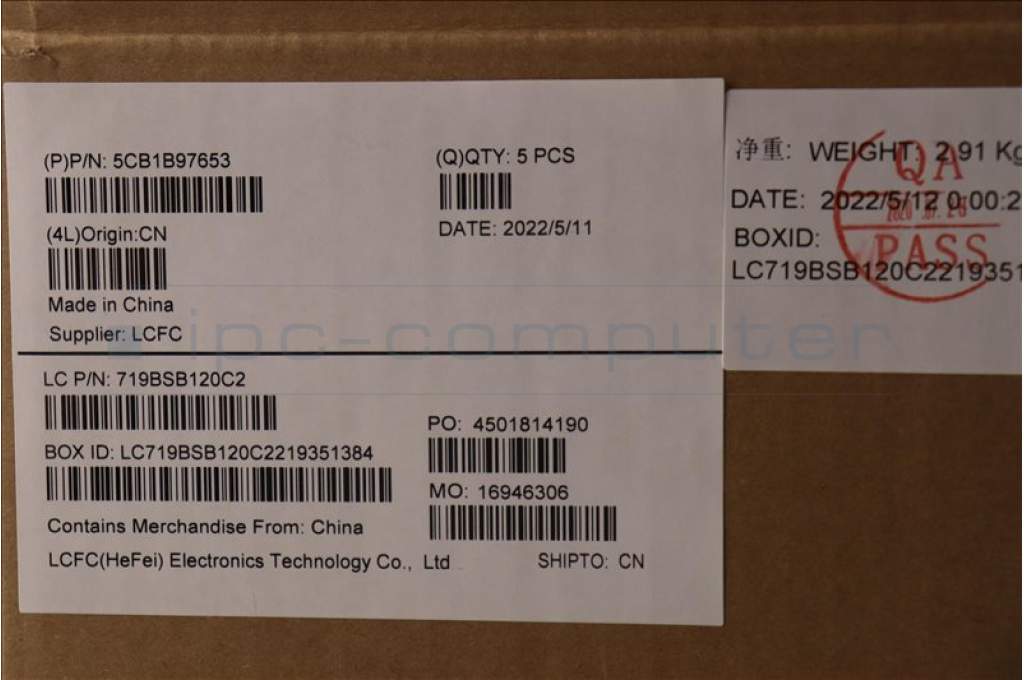 (P)P/N: 5CB1B97653
(Q)QTY: 5 PCS
(4L)Origin:CN
DATE: 2022/5/11
Made in China
Supplier: LCFC
LC P/N: 719BSB120C2
PO: 4501814190
BOX ID: LC719BSB120C2219351384
MO: 16946306
Contains Merchandise From: China
LCFC(HeFei) Electronics Technology Co., Ltd
SHIPTO: CN
净重: WEIGHT: 2.91 Kg
DATE: 2022/5/12 0:00:2
BOXID:
LC719BSB120C2219351
QA
PASS
ipc-computer